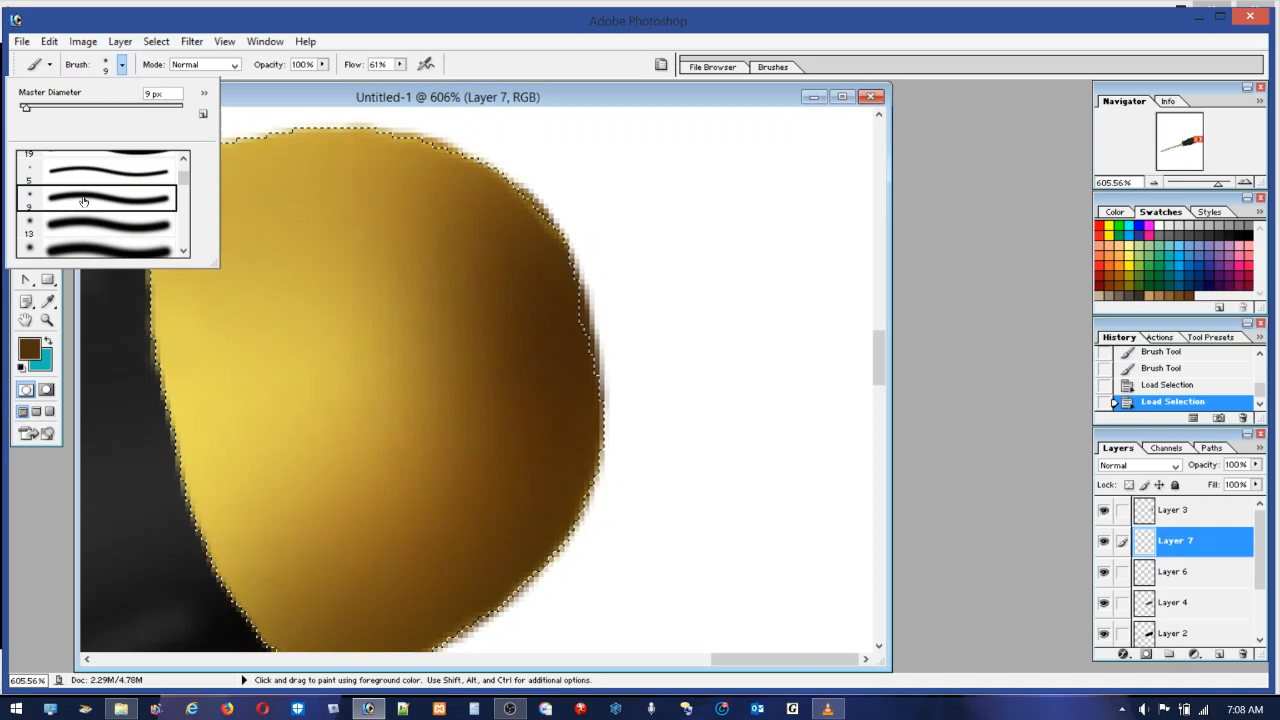 Adobe Photoshop
File Edit Image Layer Select Filter View Window Help
Brush: 9 Mode: Normal Opacity: 100% Flow: 61% File Browser Brushes
Master Diameter 9 px
19
5
9
13
Untitled-1 @ 606% (Layer 7, RGB)
Navigator Info
605.56%
Color Swatches Styles
History Actions Tool Presets
Brush Tool
Brush Tool
Load Selection
Load Selection
Layers Channels Paths
Normal Opacity: 100%
Lock: Fill: 100%
Layer 3
Layer 7
Layer 6
Layer 4
Layer 2
605.56% Doc: 2.29M/4.78M Click and drag to paint using foreground color. Use Shift, Alt, and Ctrl for additional options.
7:08 AM